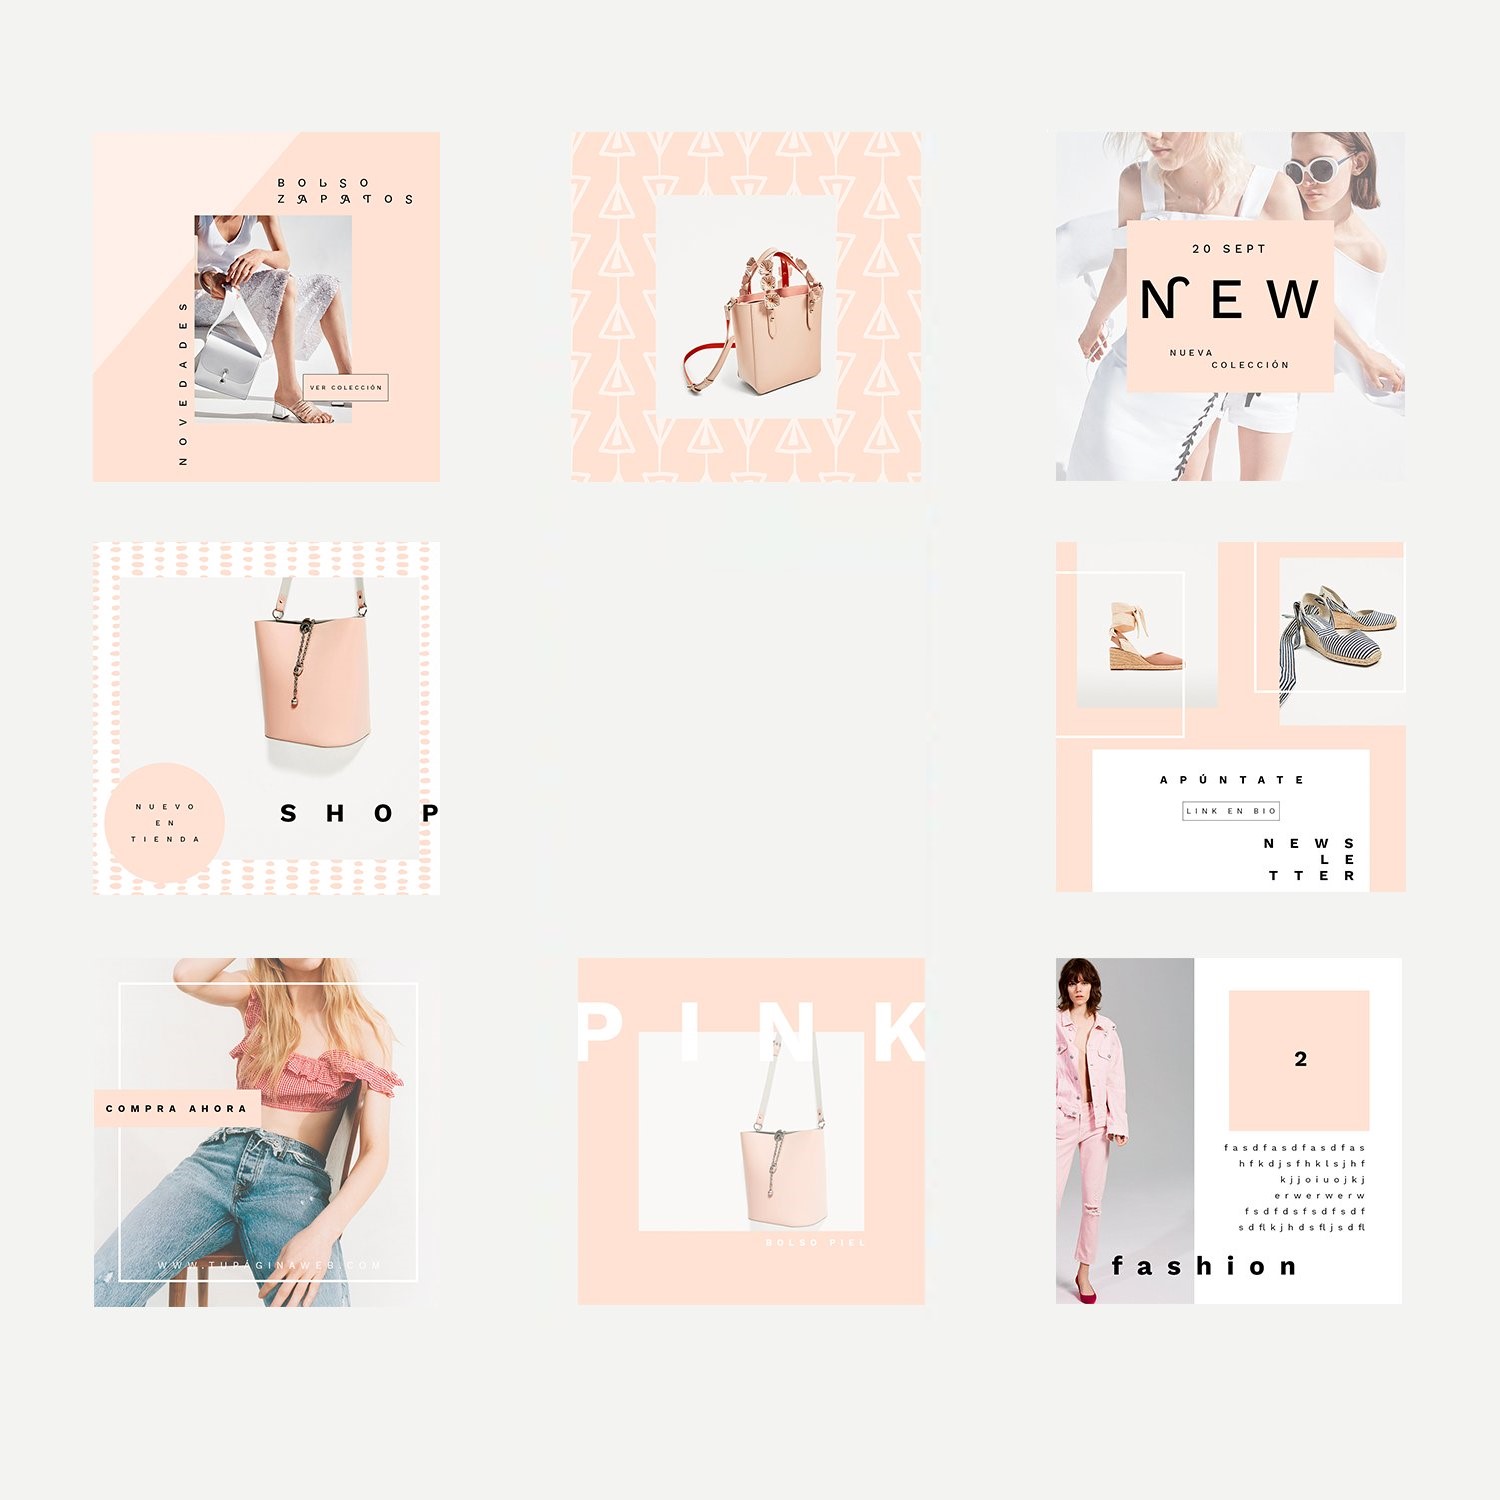 BOLSO
ZAPATOS
NOVEDADES
VER COLECCIÓN
20 SEPT
NEW
NUEVA
COLECCIÓN
NUEVO
EN
TIENDA
SHOP
APÚNTATE
LINK EN BIO
NEWS
LE
TTER
COMPRA AHORA
WWW.TUPÁGINAWEB.COM
PINK
BOLSO PIEL
2
fasdfasdfasdfas
hfkdjsfhklsjhf
kjjoiuojkj
erwerwerw
fsdfdsfsdfsdf
sdflkjhdsfljsdfl
fashion